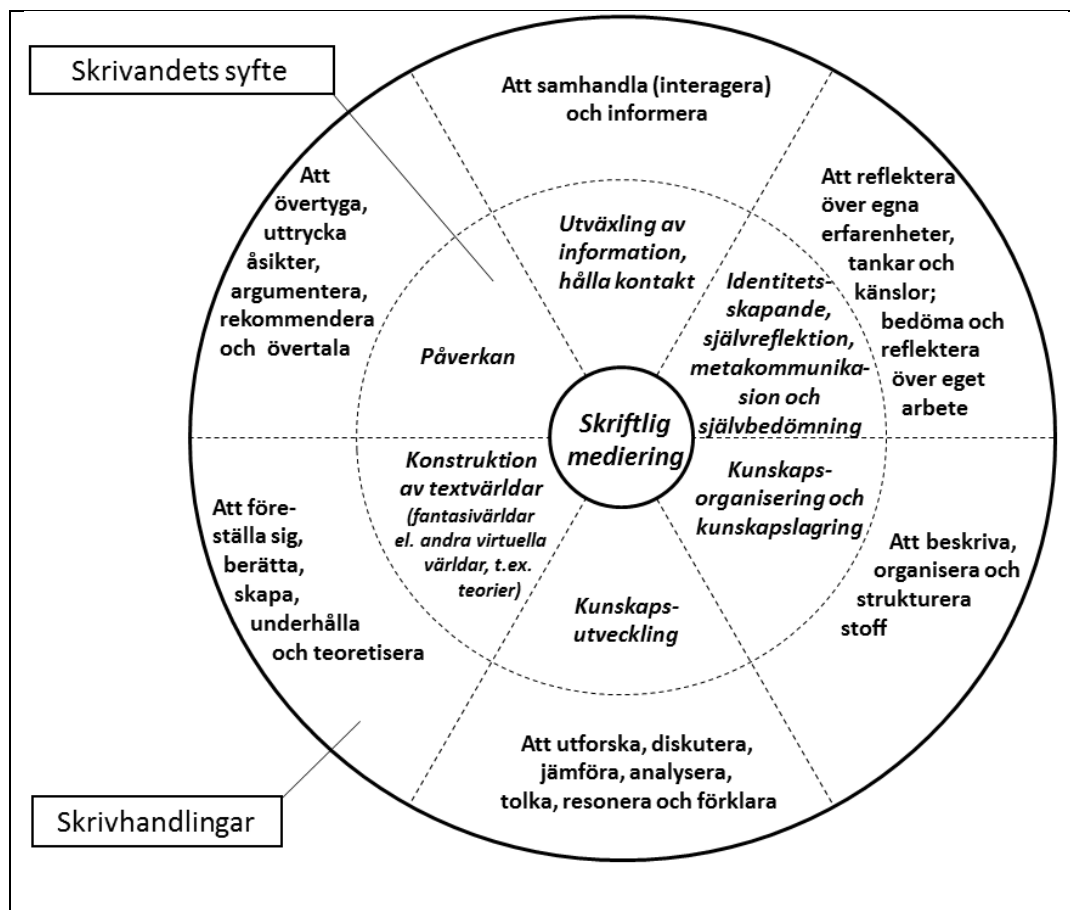 Skrivandets syfte
Att samhandla (interagera)
och informera
Att
övertyga,
uttrycka
åsikter,
argumentera,
rekommendera
och övertala
Att reflektera
över egna
erfarenheter,
tankar och
känslor;
bedöma och
reflektera
över eget
arbete
Utväxling av
information,
hålla kontakt
Identitets-
skapande,
självreflektion,
metakommunika-
sion och
självbedömning
Påverkan
Skriftlig
mediering
Konstruktion
av textvärldar
(fantasivärldar
el. andra virtuella
världar, t.ex.
teorier)
Kunskaps-
organisering och
kunskapslagring
Att före-
ställa sig,
berätta,
skapa,
underhålla
och teoretisera
Att beskriva,
organisera och
strukturera
stoff
Kunskaps-
utveckling
Att utforska, diskutera,
jämföra, analysera,
tolka, resonera och förklara
Skrivhandlingar